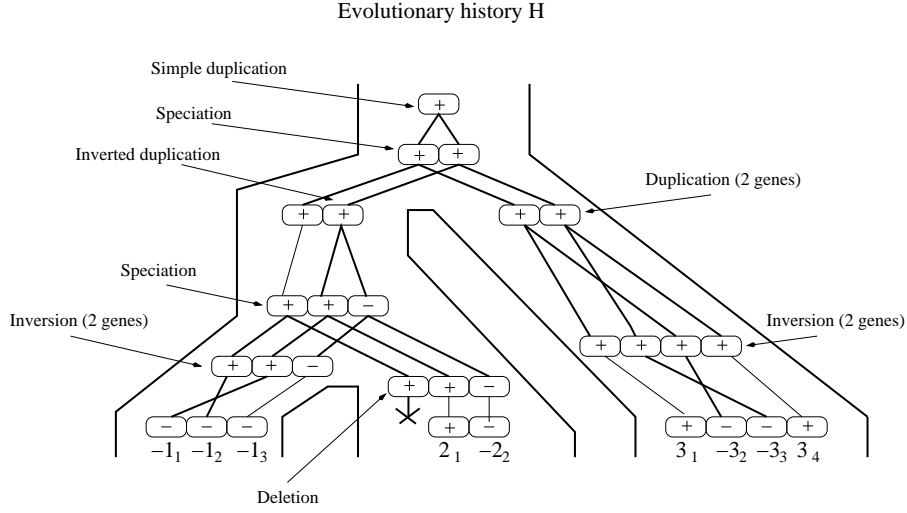 Evolutionary history H
Simple duplication
+
Speciation
+ +
Inverted duplication
Duplication (2 genes)
+ + + +
Speciation
+ + −
Inversion (2 genes)
Inversion (2 genes)
+ + + +
+ + −
+ + −
− − − + − + − − +
−1₁ −1₂ −1₃ 2₁ −2₂ 3₁ −3₂ −3₃ 3₄
Deletion